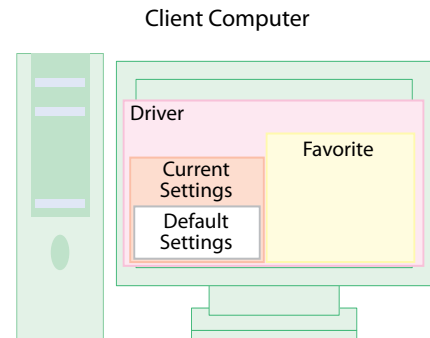 Client Computer
Driver
Favorite
Current
Settings
Default
Settings